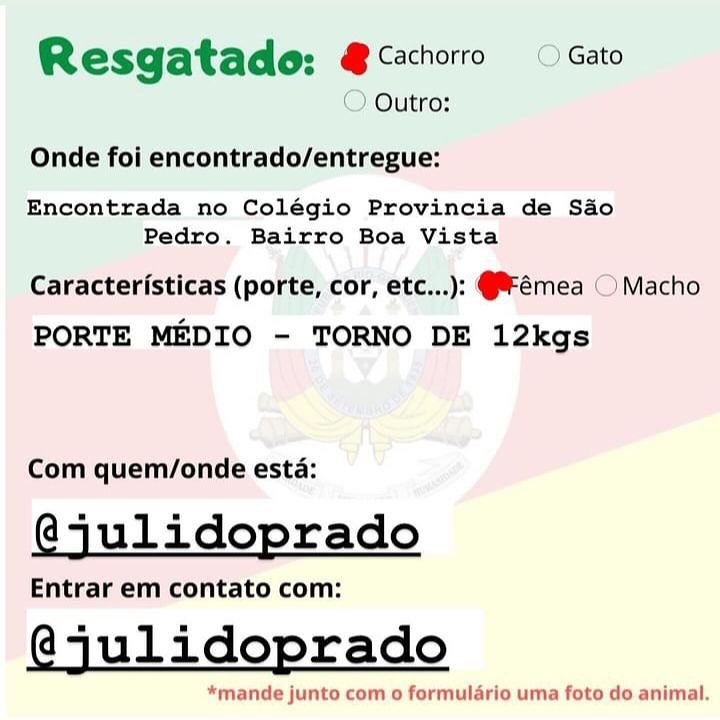 Resgatado: Cachorro Gato
Outro:
Onde foi encontrado/entregue:
Encontrada no Colégio Provincia de São
Pedro. Bairro Boa Vista
Características (porte, cor, etc...): Fêmea Macho
PORTE MÉDIO - TORNO DE 12kgs
Com quem/onde está:
@julidoprado
Entrar em contato com:
@julidoprado
*mande junto com o formulário uma foto do animal.